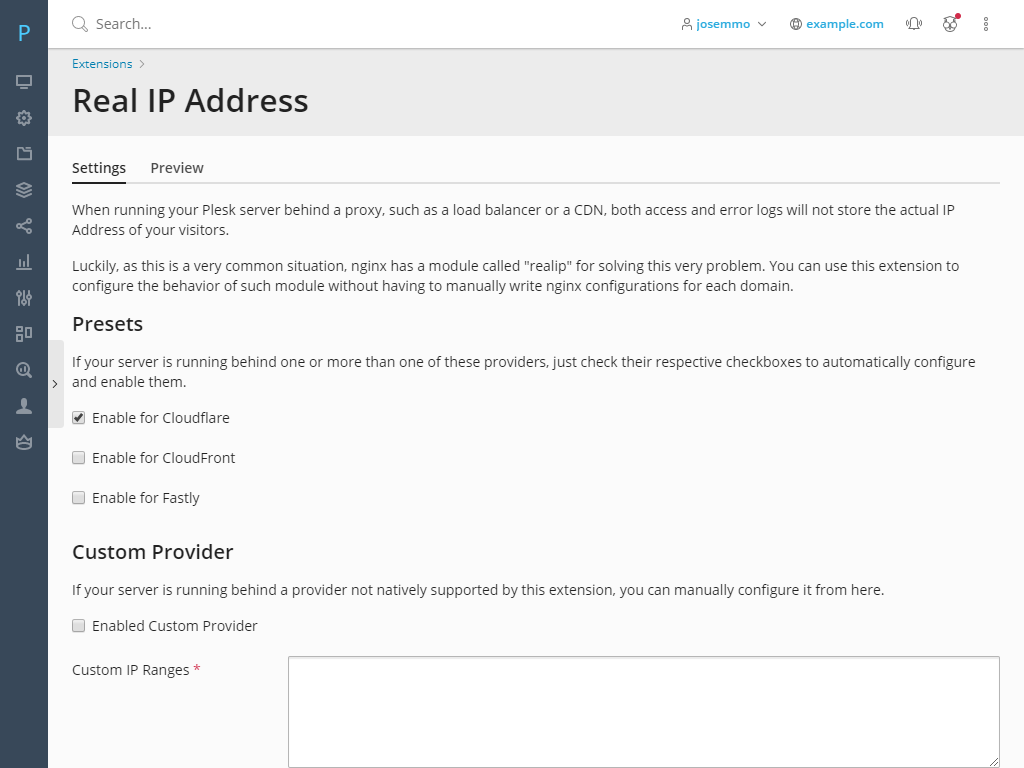 P
Search...
josemmo
example.com
Extensions
Real IP Address
Settings
Preview
When running your Plesk server behind a proxy, such as a load balancer or a CDN, both access and error logs will not store the actual IP
Address of your visitors.
Luckily, as this is a very common situation, nginx has a module called "realip" for solving this very problem. You can use this extension to
configure the behavior of such module without having to manually write nginx configurations for each domain.
Presets
If your server is running behind one or more than one of these providers, just check their respective checkboxes to automatically configure
and enable them.
Enable for Cloudflare
Enable for CloudFront
Enable for Fastly
Custom Provider
If your server is running behind a provider not natively supported by this extension, you can manually configure it from here.
Enabled Custom Provider
Custom IP Ranges *